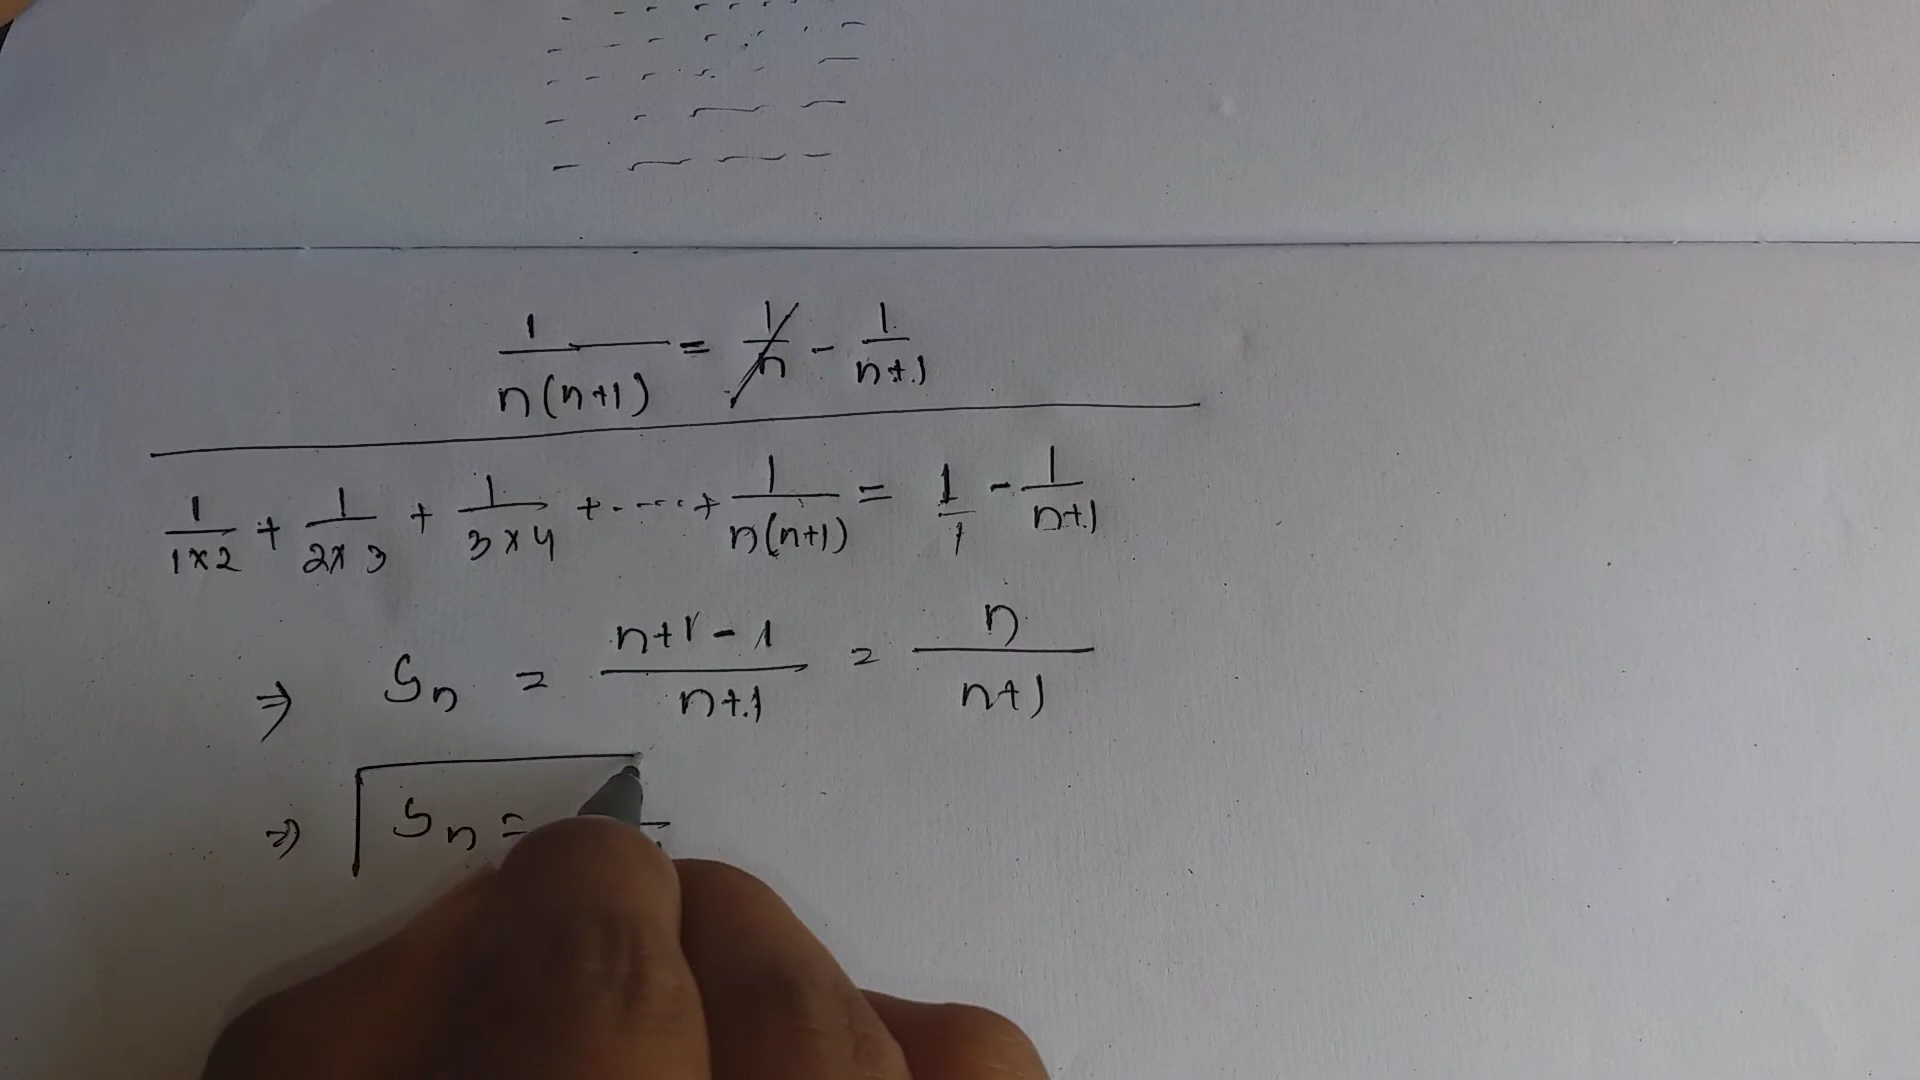 1/n(n+1) = 1/n - 1/n+1
1/1×2 + 1/2×3 + 1/3×4 + ..... + 1/n(n+1) = 1/1 - 1/n+1
⇒ Sn = n+1-1/n+1 = n/n+1
⇒ Sn =